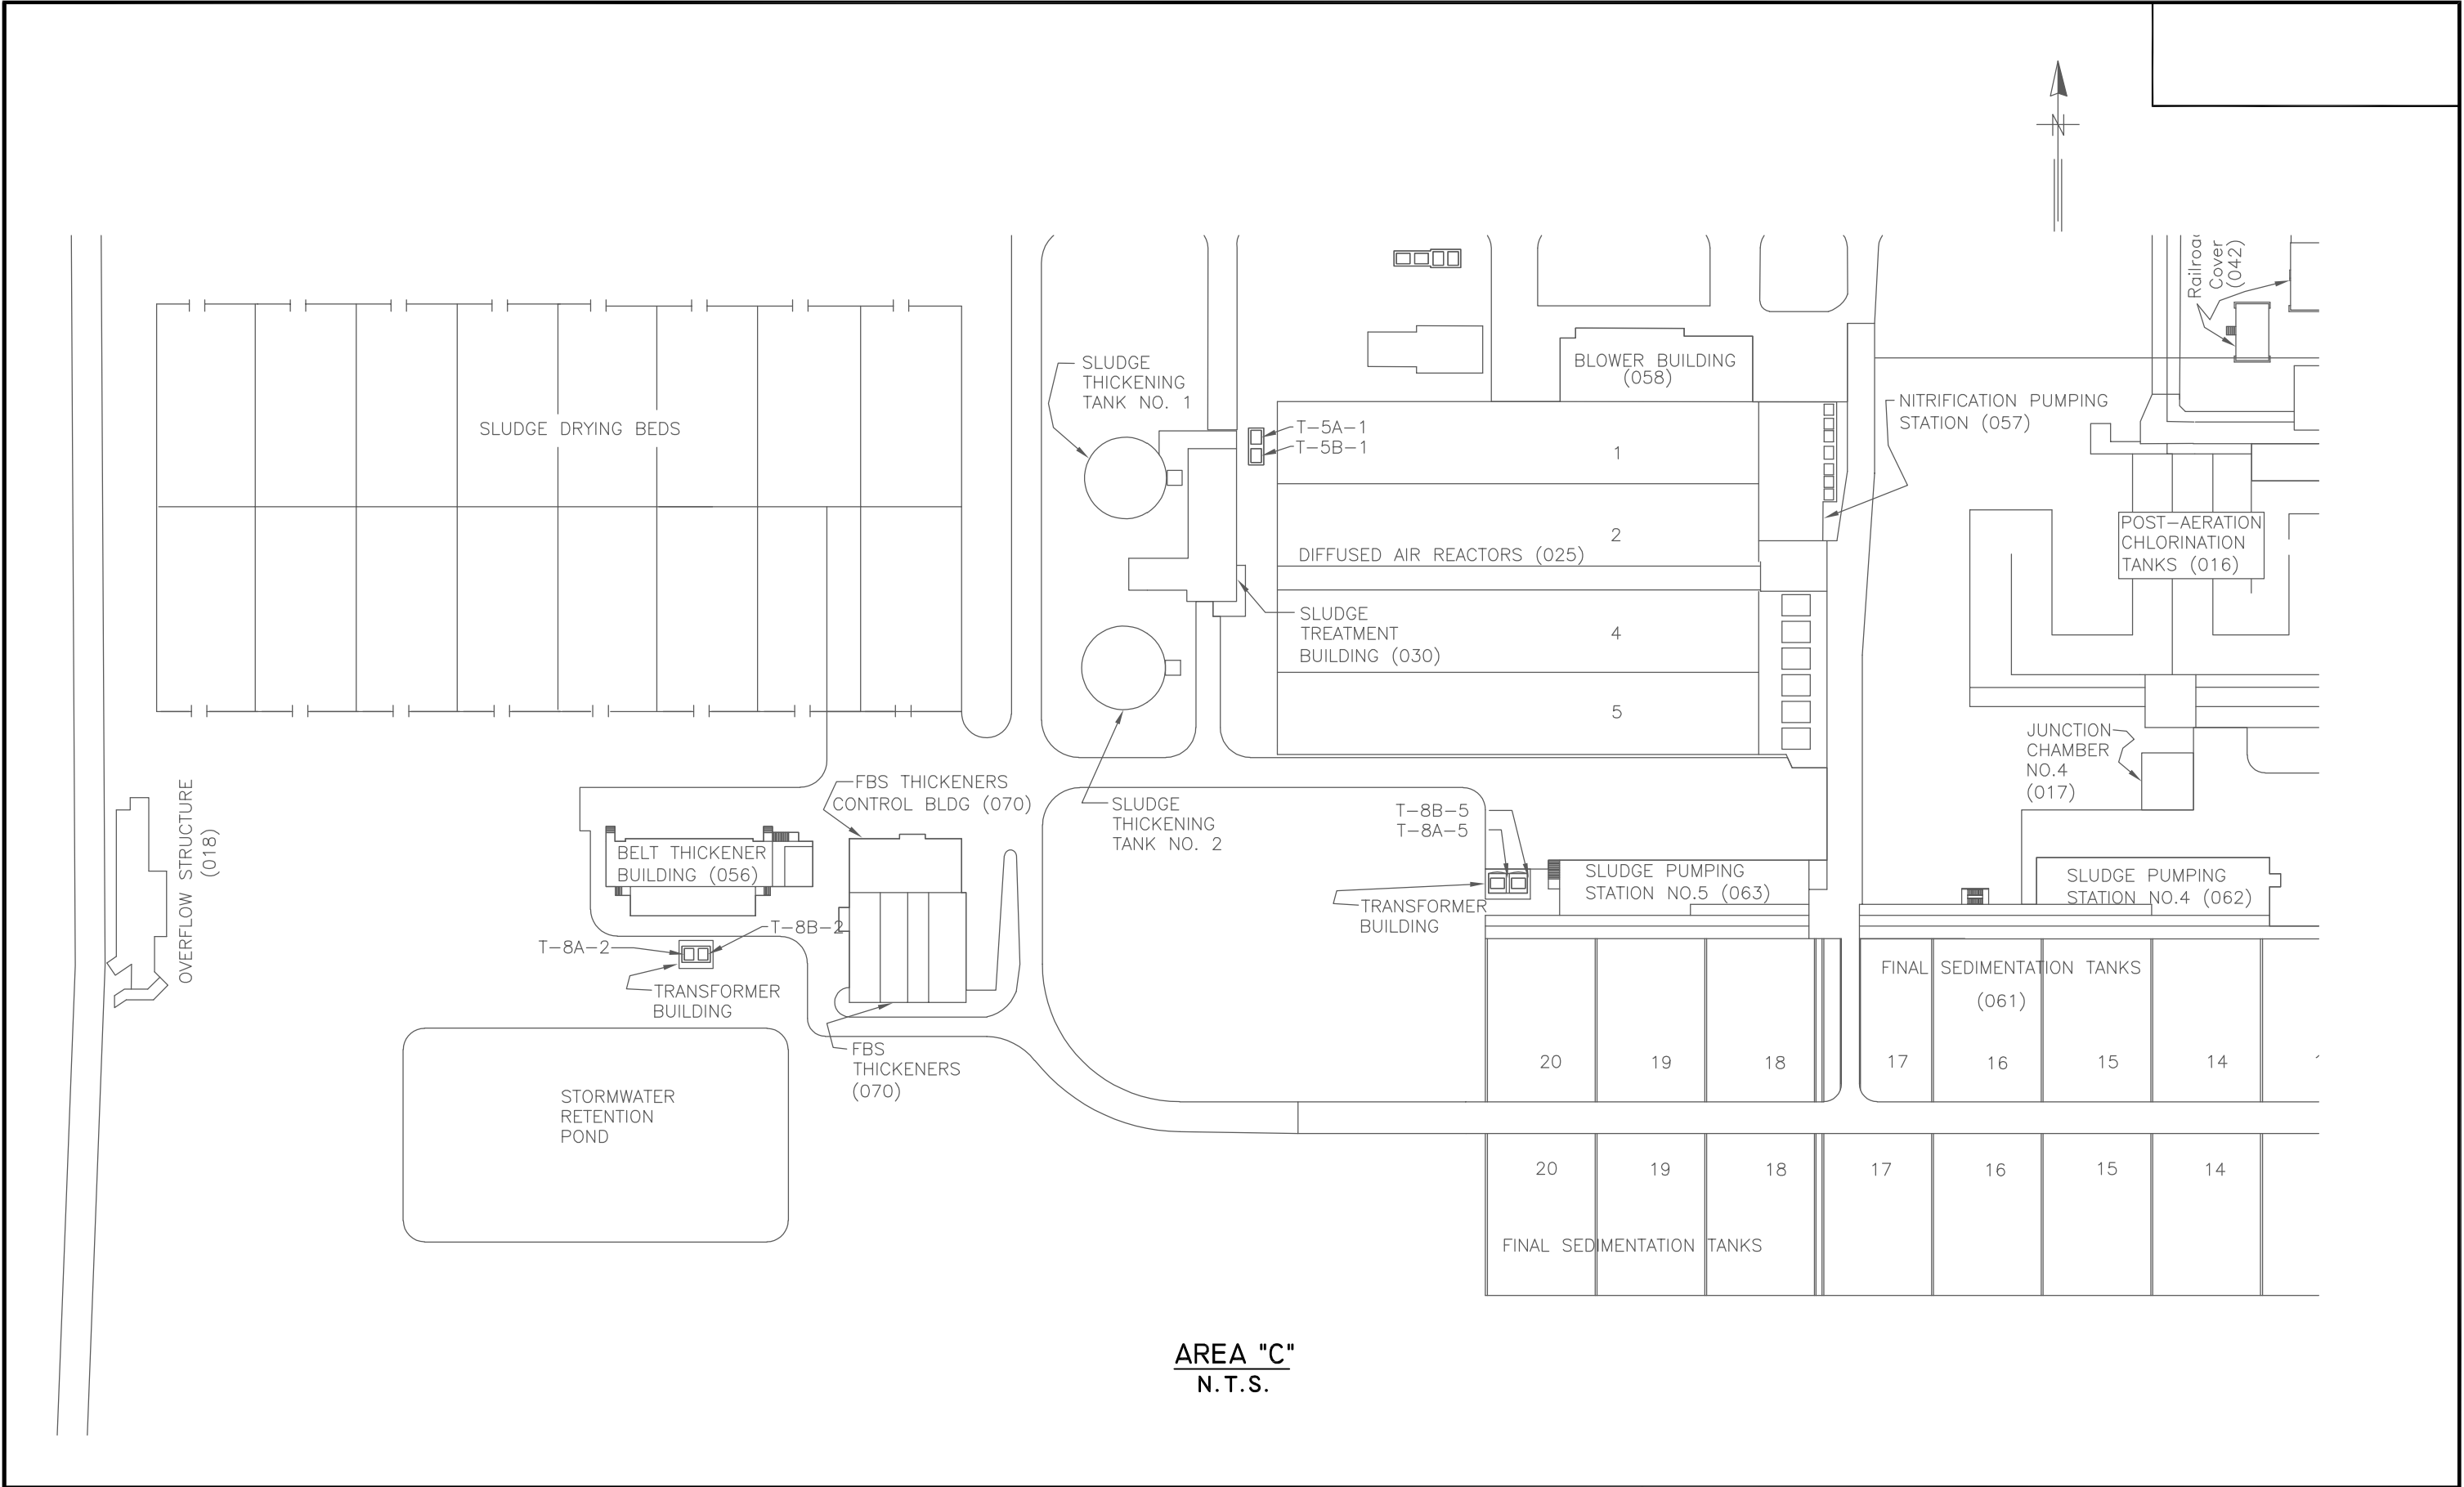 N
Railroad
Cover
(042)
SLUDGE
THICKENING
TANK NO. 1
BLOWER BUILDING
(058)
NITRIFICATION PUMPING
STATION (057)
SLUDGE DRYING BEDS
T-5A-1
T-5B-1
1
2
DIFFUSED AIR REACTORS (025)
POST-AERATION
CHLORINATION
TANKS (016)
SLUDGE
TREATMENT
BUILDING (030)
4
5
JUNCTION
CHAMBER
NO.4
(017)
OVERFLOW STRUCTURE
(018)
FBS THICKENERS
CONTROL BLDG (070)
SLUDGE
THICKENING
TANK NO. 2
T-8B-5
T-8A-5
BELT THICKENER
BUILDING (056)
SLUDGE PUMPING
STATION NO.5 (063)
SLUDGE PUMPING
STATION NO.4 (062)
TRANSFORMER
BUILDING
T-8A-2
T-8B-2
TRANSFORMER
BUILDING
FINAL SEDIMENTATION TANKS
(061)
FBS
THICKENERS
(070)
20 19 18 17 16 15 14
STORMWATER
RETENTION
POND
20 19 18 17 16 15 14
FINAL SEDIMENTATION TANKS
AREA "C"
N.T.S.